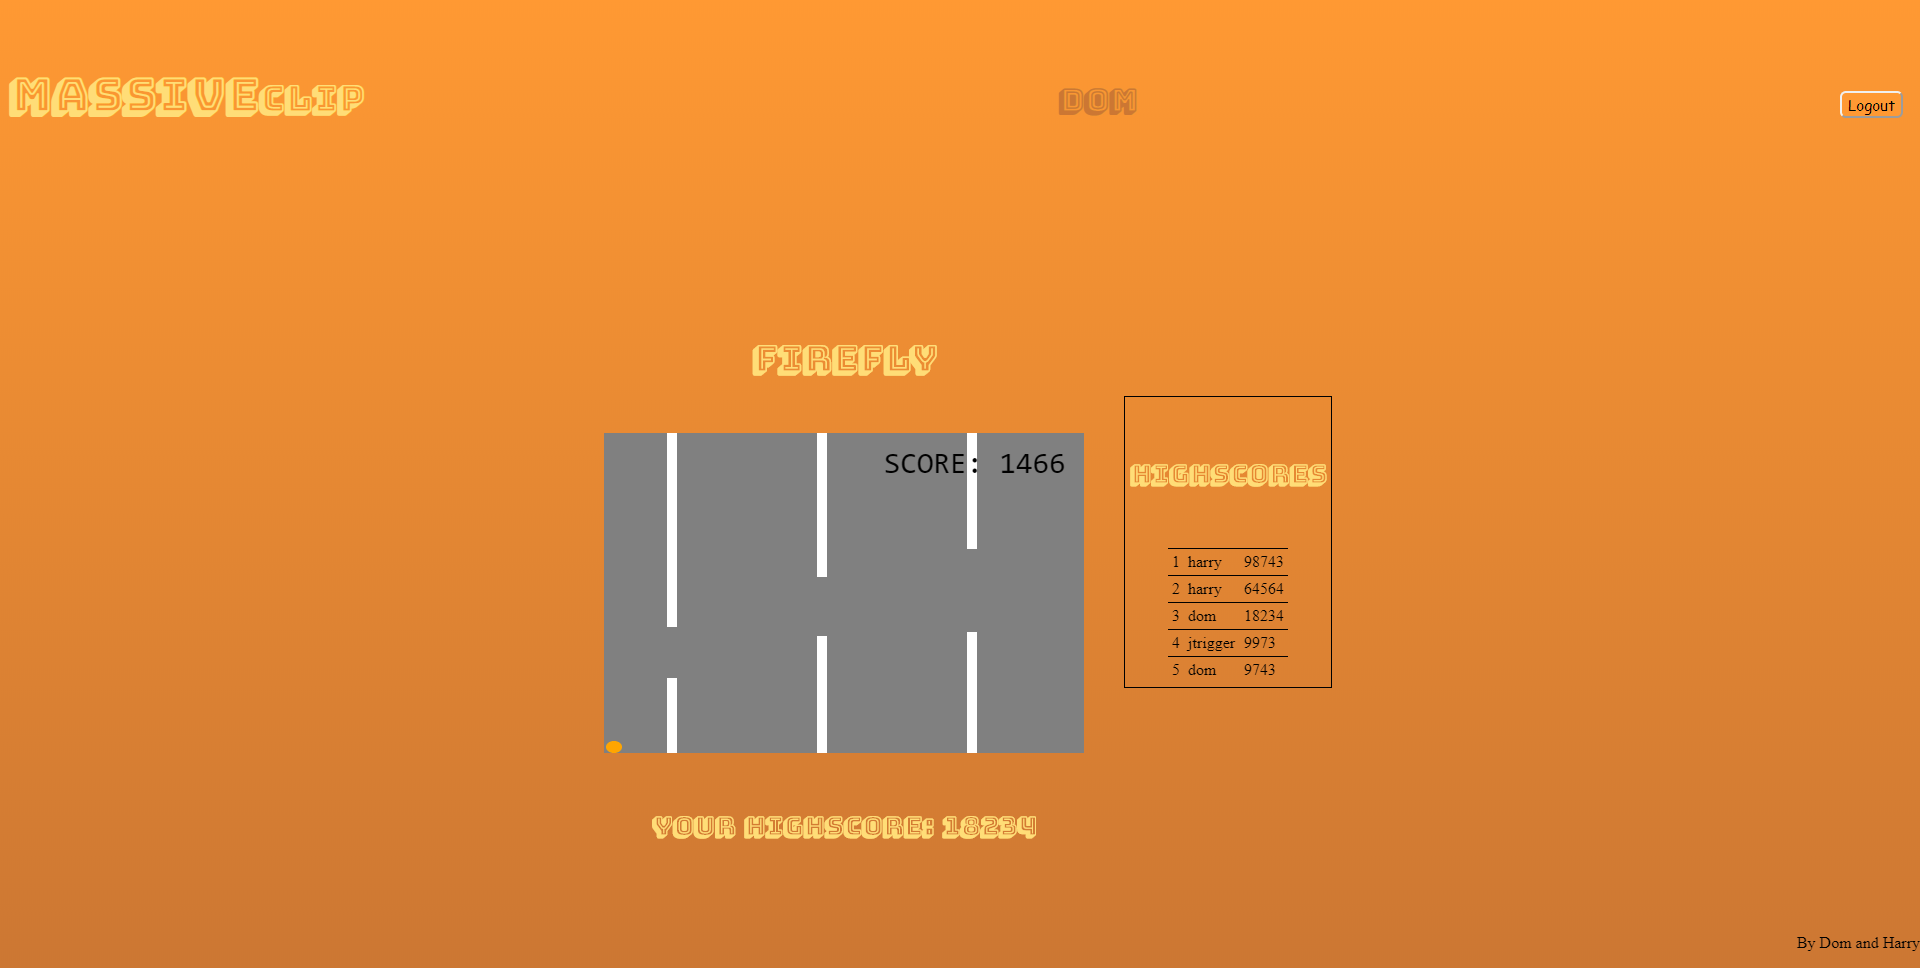 MASSIVECLIP
DOM
Logout
FIREFLY
SCORE: 1466
HIGHSCORES
1 harry 98743
2 harry 64564
3 dom 18234
4 jtrigger 9973
5 dom 9743
YOUR HIGHSCORE: 18234
By Dom and Harry